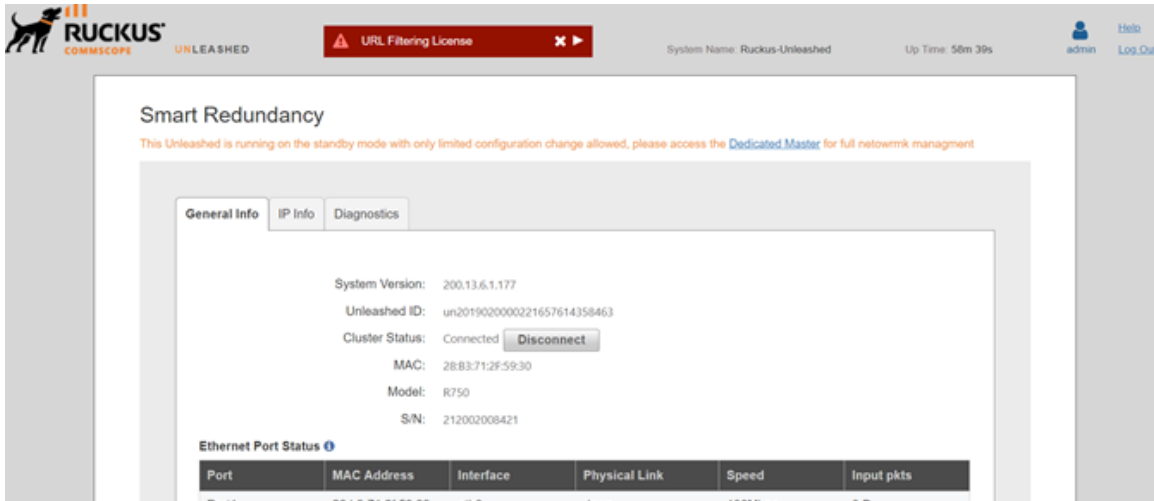 RUCKUS
COMMSCOPE
UNLEASHED
URL Filtering License
System Name: Ruckus-Unleashed
Up Time: 58m 39s
admin
Help
Log Ou
Smart Redundancy
This Unleashed is running on the standby mode with only limited configuration change allowed, please access the Dedicated Master for full netowrmk managment
General Info IP Info Diagnostics
System Version: 200.13.6.1.177
Unleashed ID: un2019020000221657614358463
Cluster Status: Connected Disconnect
MAC: 28:B3:71:2F:59:30
Model: R750
S/N: 212002008421
Ethernet Port Status
Port MAC Address Interface Physical Link Speed Input pkts